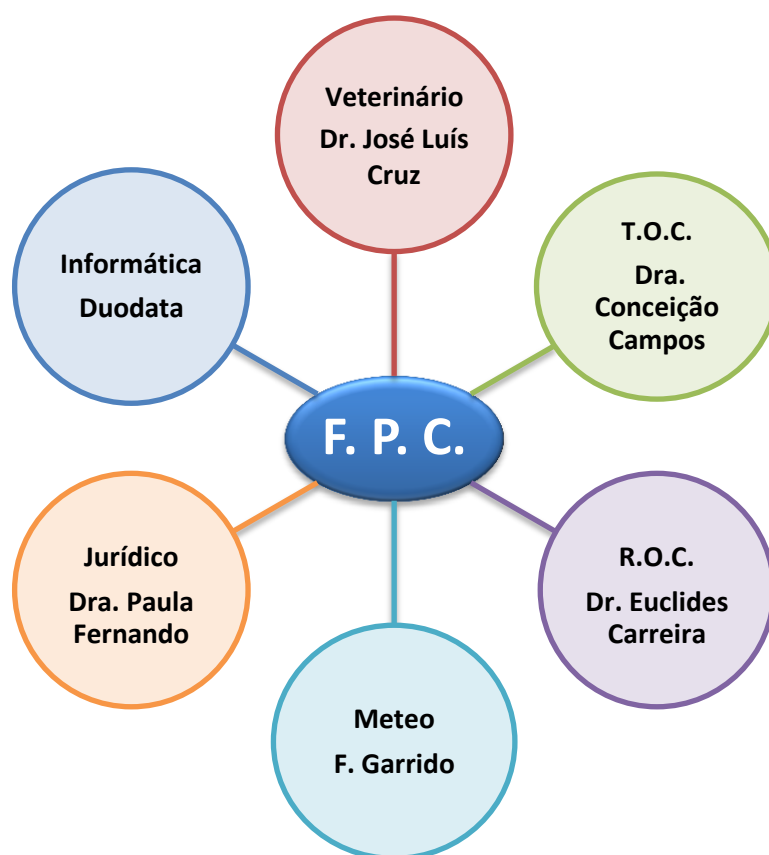 Veterinário
Dr. José Luís
Cruz
Informática
Duodata
T.O.C.
Dra.
Conceição
Campos
F. P. C.
Jurídico
Dra. Paula
Fernando
R.O.C.
Dr. Euclides
Carreira
Meteo
F. Garrido